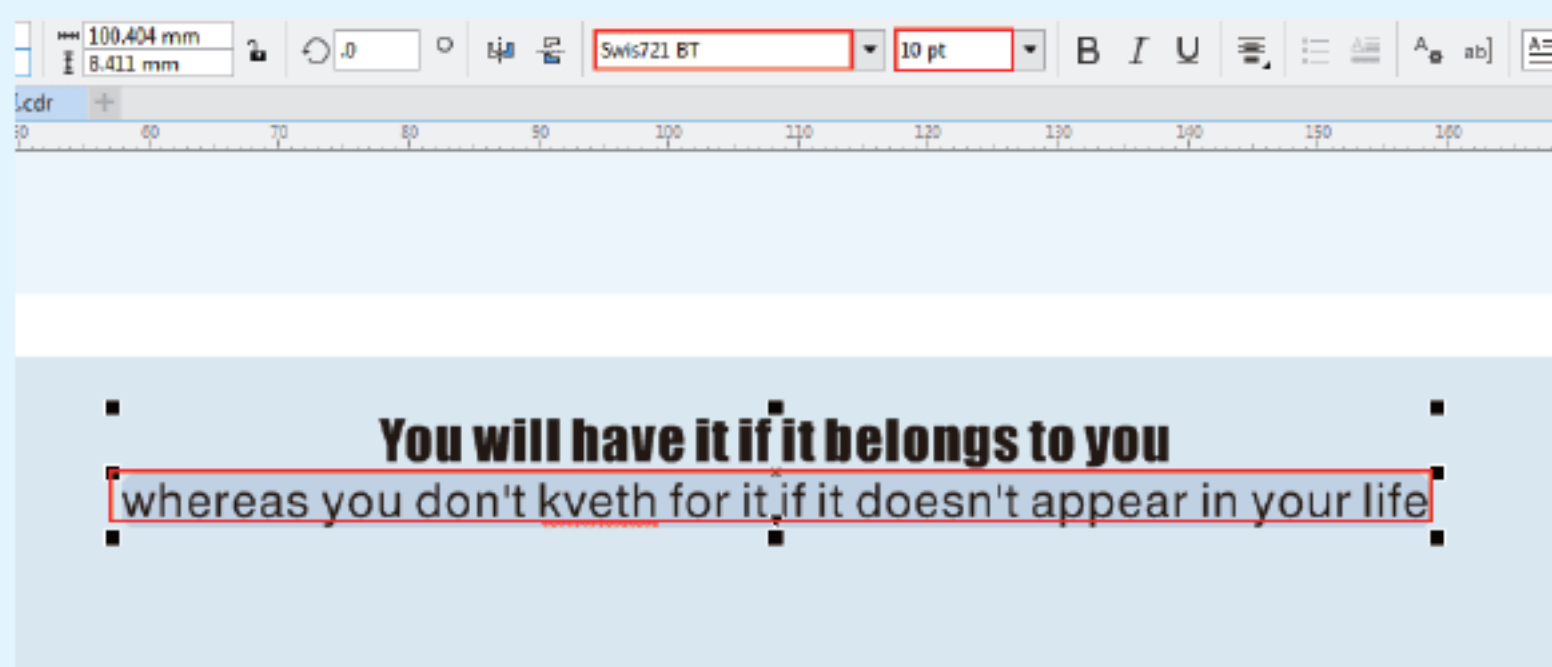 100.404 mm
8.411 mm
.0
Swis721 BT
10 pt
B I U
ab]
.cdr
60 70 80 90 100 110 120 130 140 150 160
You will have it if it belongs to you
whereas you don't kveth for it,if it doesn't appear in your life